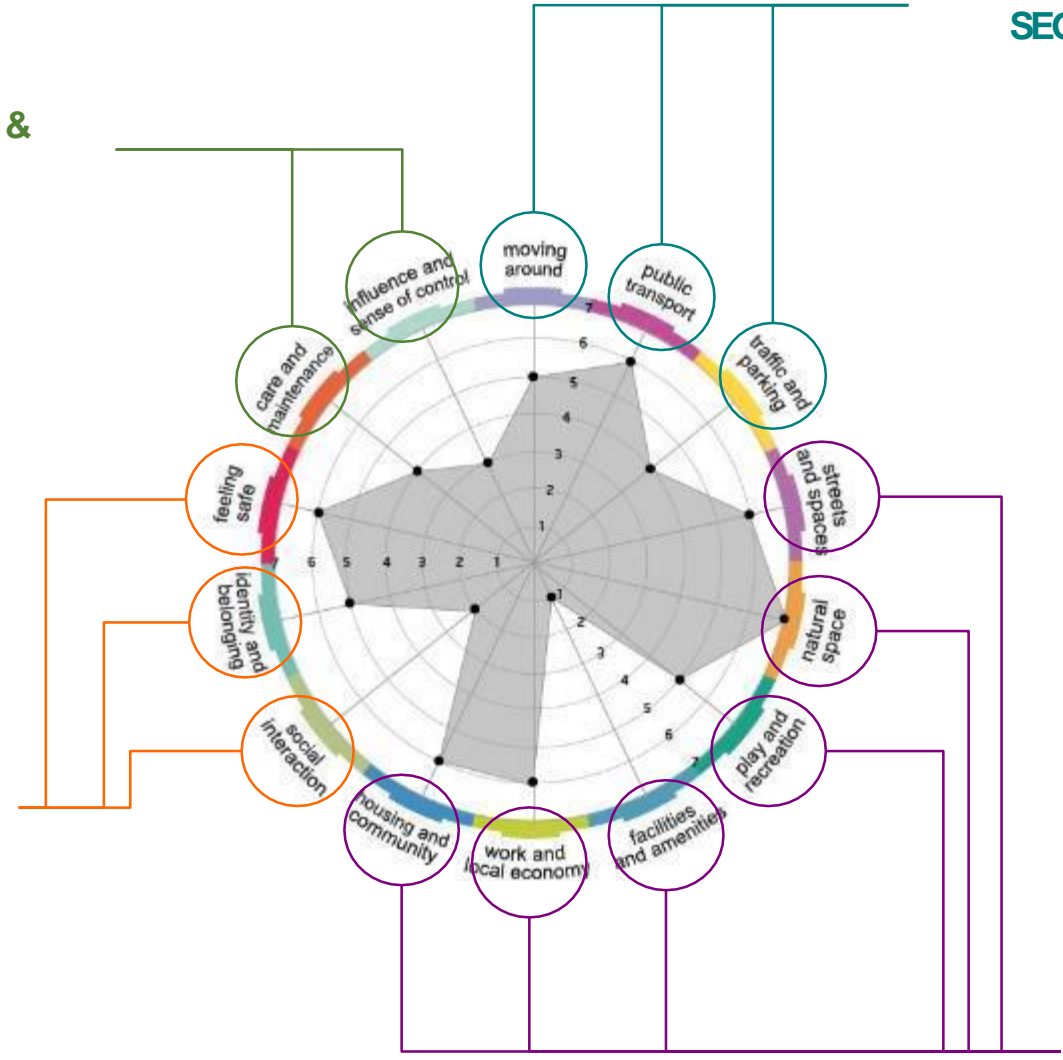 SEC
&
moving
around
public
transport
traffic and
parking
streets
and spaces
natural
space
play and
recreation
facilities
and amenities
work and
local economy
housing and
community
social
interaction
identity and
belonging
feeling
safe
care and
maintenance
influence and
sense of control
7
6
5
4
3
2
1
7 6 5 4 3 2 1
1
2
3
4
5
6
7